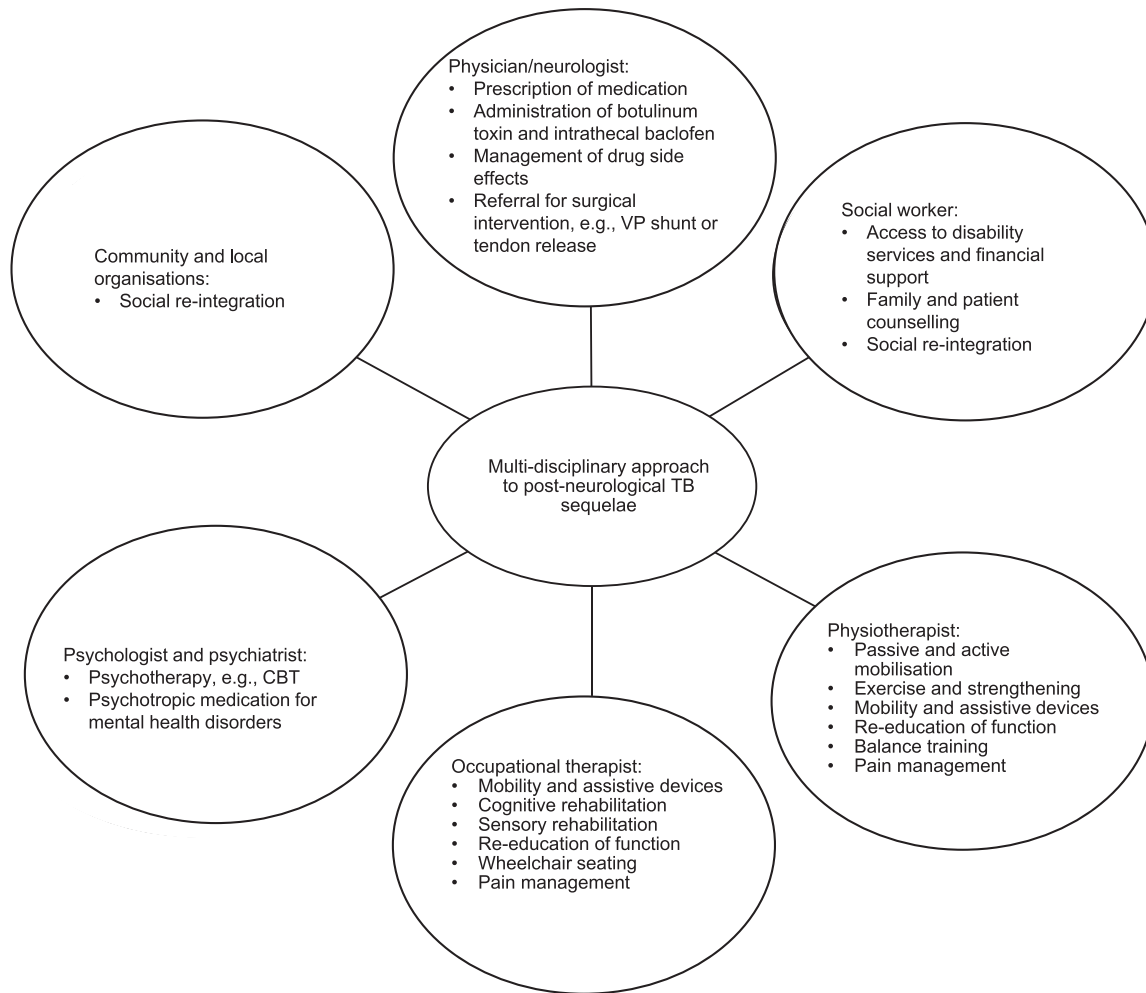 Physician/neurologist:
• Prescription of medication
• Administration of botulinum
toxin and intrathecal baclofen
• Management of drug side
effects
• Referral for surgical
intervention, e.g., VP shunt or
tendon release
Community and local
organisations:
• Social re-integration
Social worker:
• Access to disability
services and financial
support
• Family and patient
counselling
• Social re-integration
Multi-disciplinary approach
to post-neurological TB
sequelae
Psychologist and psychiatrist:
• Psychotherapy, e.g., CBT
• Psychotropic medication for
mental health disorders
Physiotherapist:
• Passive and active
mobilisation
• Exercise and strengthening
• Mobility and assistive devices
• Re-education of function
• Balance training
• Pain management
Occupational therapist:
• Mobility and assistive devices
• Cognitive rehabilitation
• Sensory rehabilitation
• Re-education of function
• Wheelchair seating
• Pain management